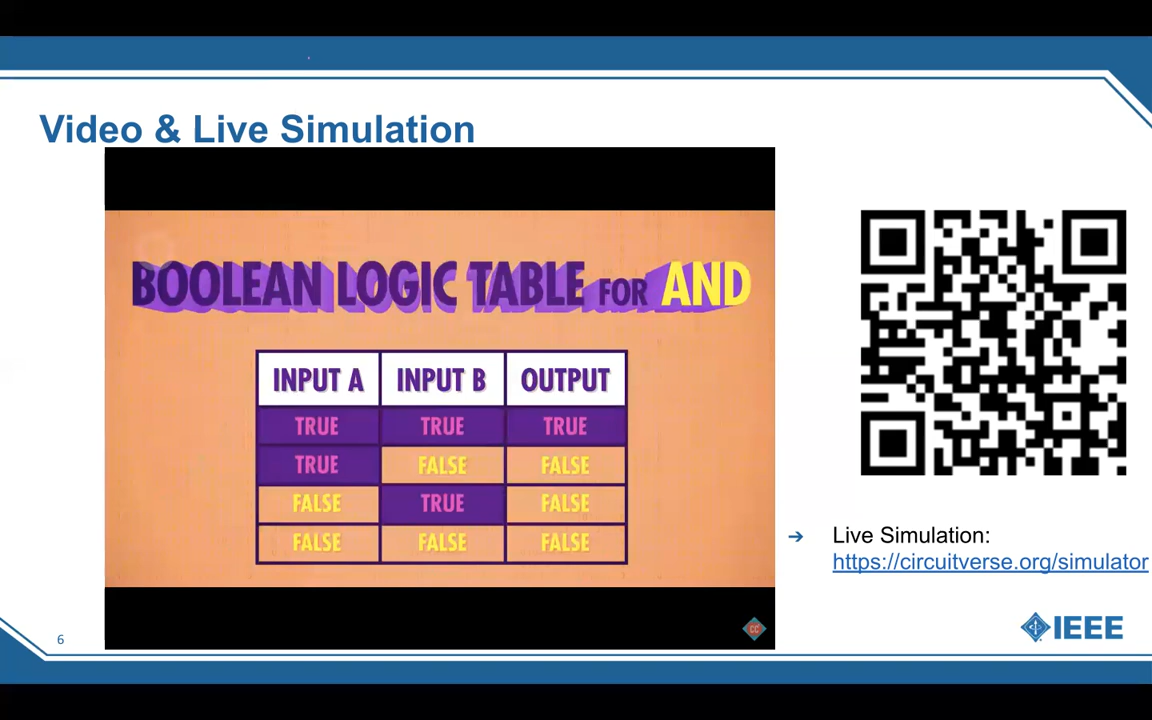 Video & Live Simulation
BOOLEAN LOGIC TABLE FOR AND
INPUT A INPUT B OUTPUT
TRUE TRUE TRUE
TRUE FALSE FALSE
FALSE TRUE FALSE
FALSE FALSE FALSE
CC
➔ Live Simulation:
https://circuitverse.org/simulator
6
IEEE